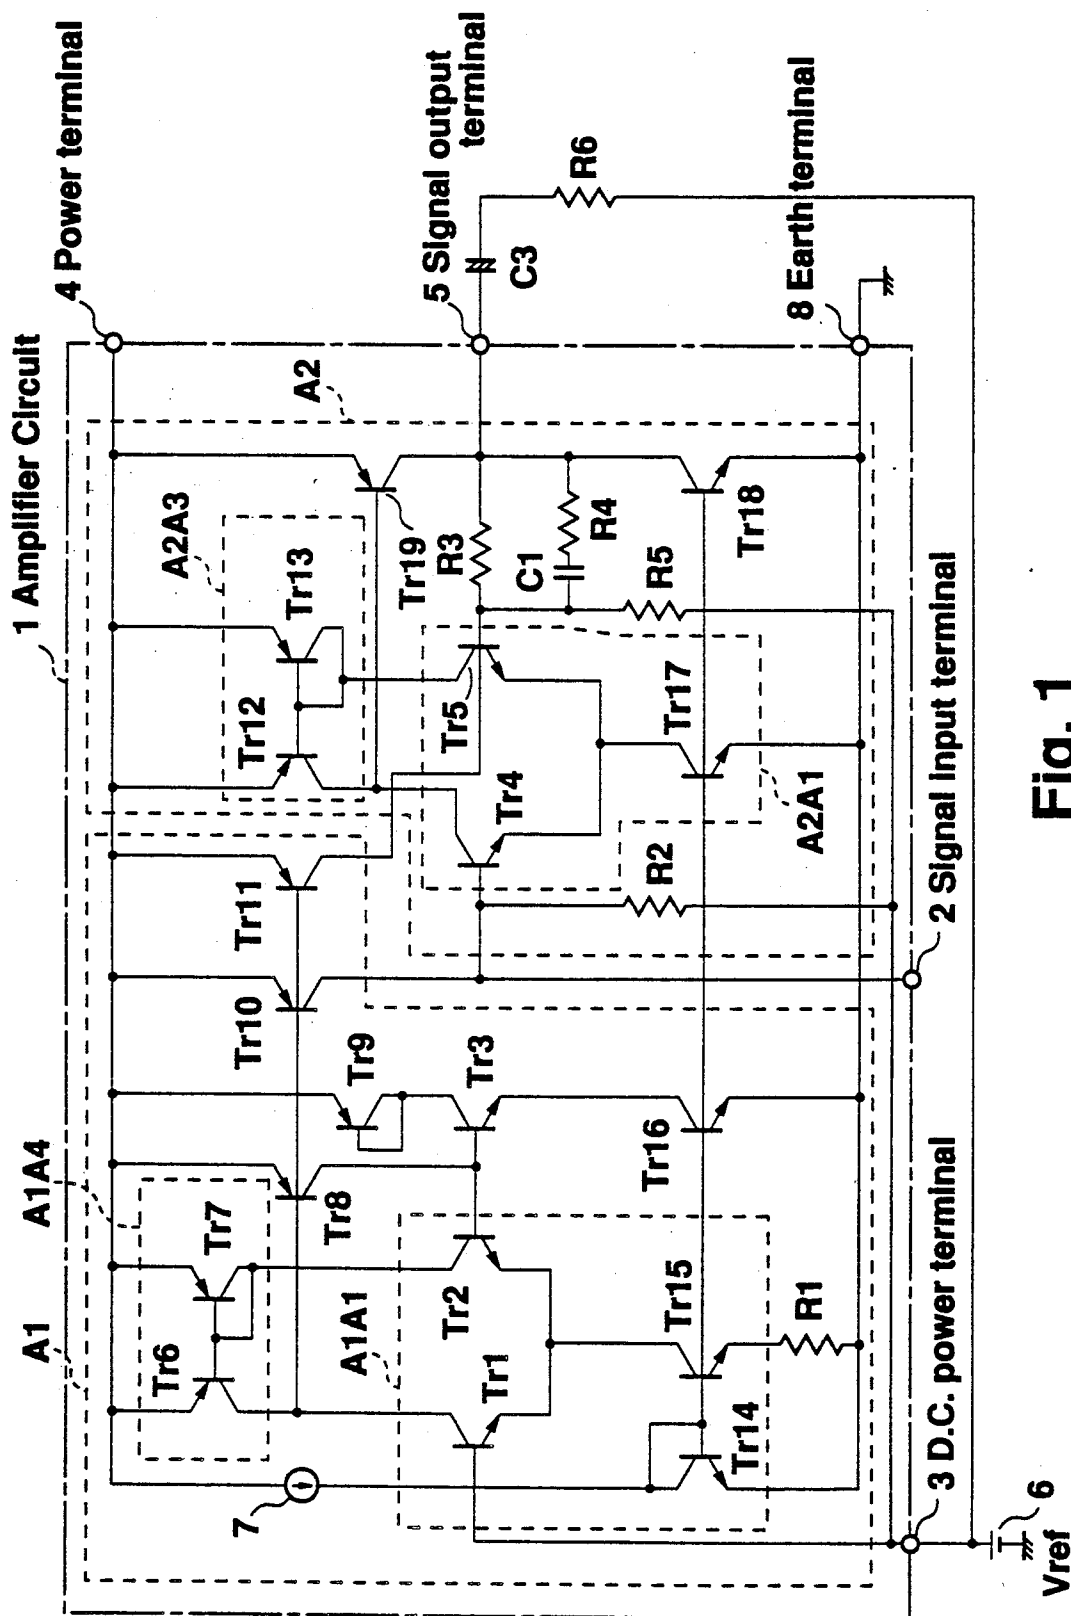 1 Amplifier Circuit
4 Power terminal
A1
A1A4
A2
A2A3
5 Signal output
terminal
Tr6
Tr7
Tr9
Tr10
Tr11
Tr12
Tr13
7
Tr8
Tr3
Tr19
A1A1
Tr1
Tr2
Tr4
Tr5
R3
C1
R4
C3
R6
Tr14
Tr15
Tr16
R2
Tr17
R5
Tr18
R1
A2A1
8 Earth terminal
3 D.C. power terminal
2 Signal input terminal
6
Vref
Fig. 1